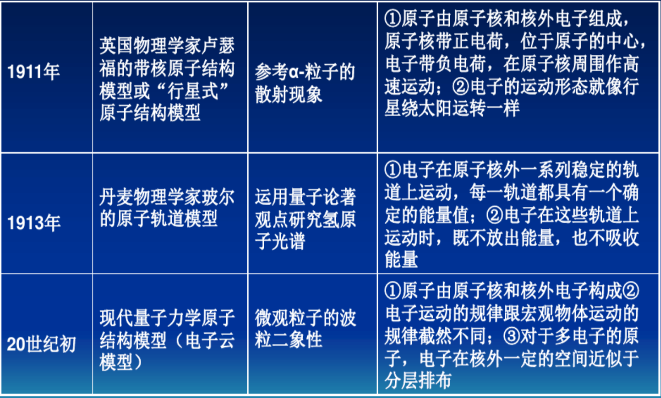 1911年
英国物理学家卢瑟
福的带核原子结构
模型或“行星式”
原子结构模型
参考α-粒子的
散射现象
①原子由原子核和核外电子组成，
原子核带正电荷，位于原子的中心，
电子带负电荷，在原子核周围作高
速运动；②电子的运动形态就像行
星绕太阳运转一样
1913年
丹麦物理学家玻尔
的原子轨道模型
运用量子论著
观点研究氢原
子光谱
①电子在原子核外一系列稳定的轨
道上运动，每一轨道都具有一个确
定的能量值；②电子在这些轨道上
运动时，既不放出能量，也不吸收
能量
20世纪初
现代量子力学原子
结构模型（电子云
模型）
微观粒子的波
粒二象性
①原子由原子核和核外电子构成②
电子运动的规律跟宏观物体运动的
规律截然不同；③对于多电子的原
子，电子在核外一定的空间近似于
分层排布